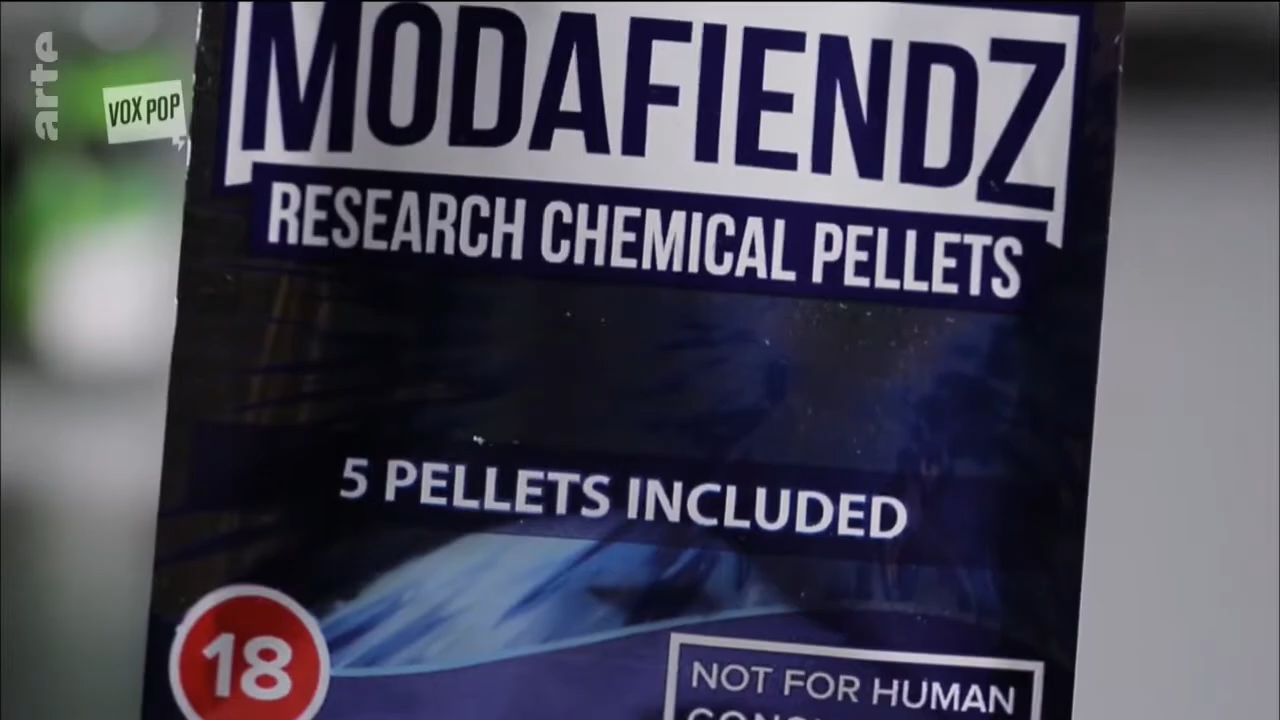 arte
VOX POP
MODAFIENDZ
RESEARCH CHEMICAL PELLETS
5 PELLETS INCLUDED
18
NOT FOR HUMAN